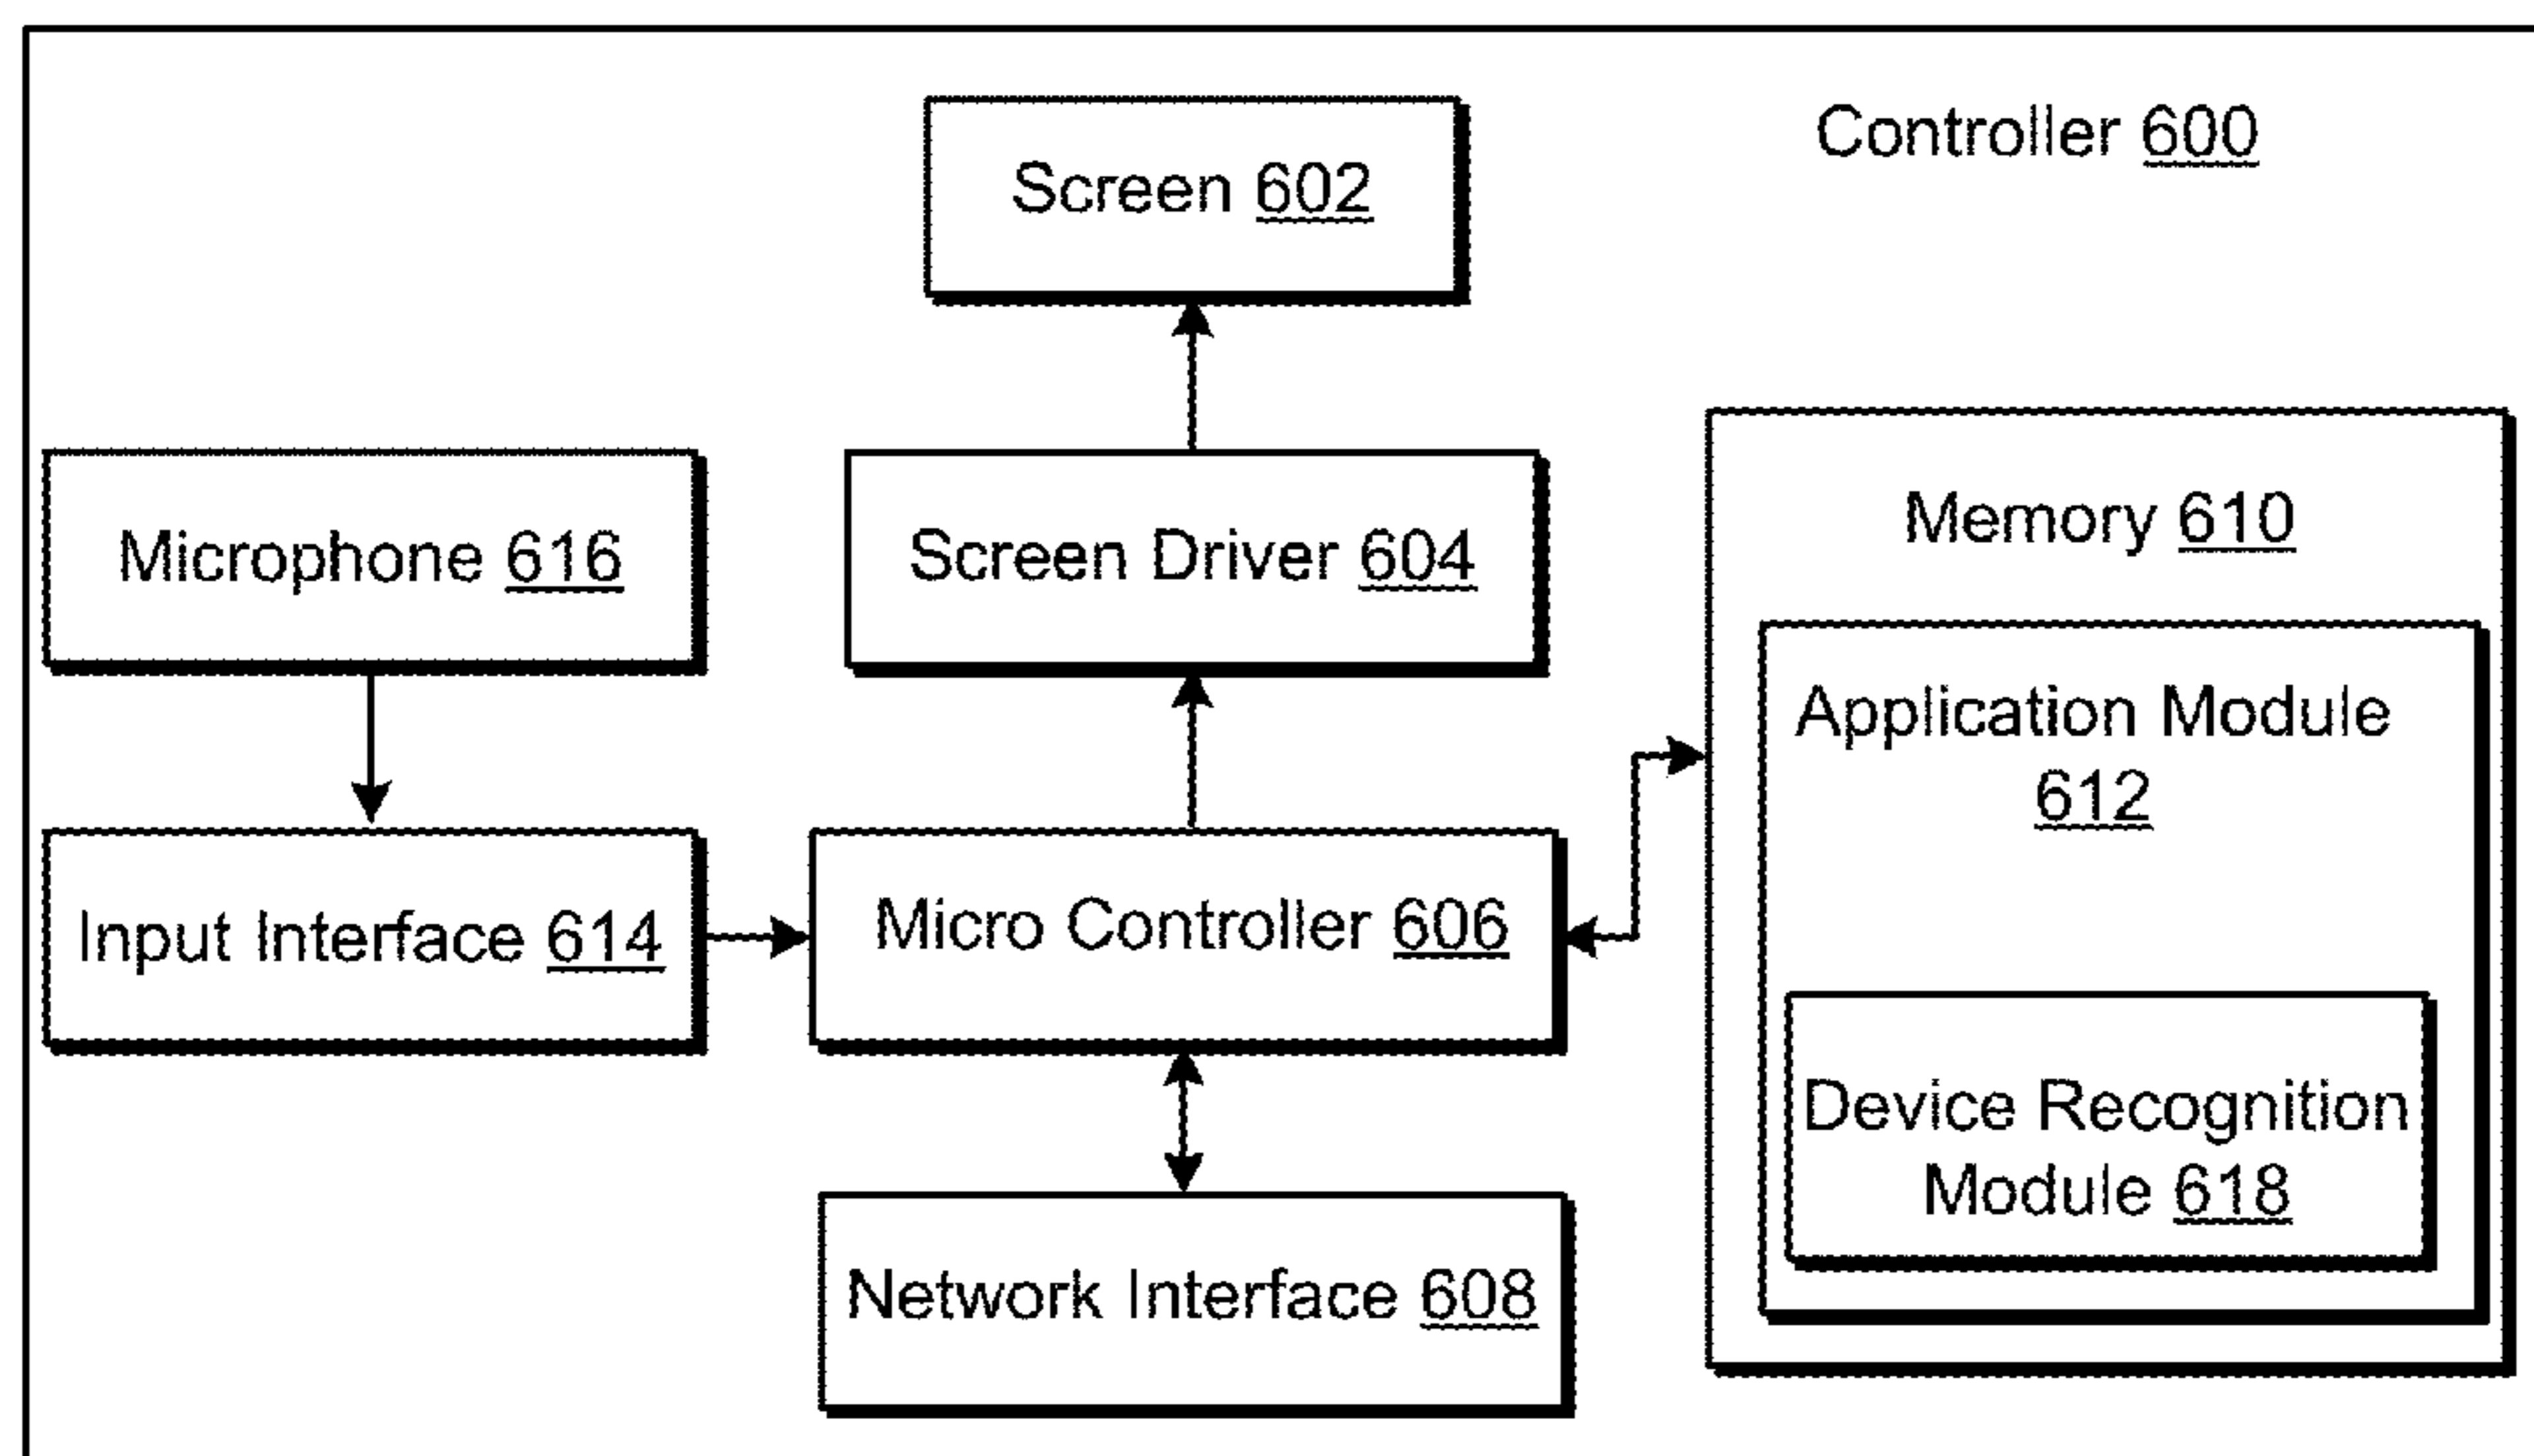 Controller 600
Screen 602
Microphone 616
Screen Driver 604
Memory 610
Application Module
612
Input Interface 614
Micro Controller 606
Device Recognition
Module 618
Network Interface 608